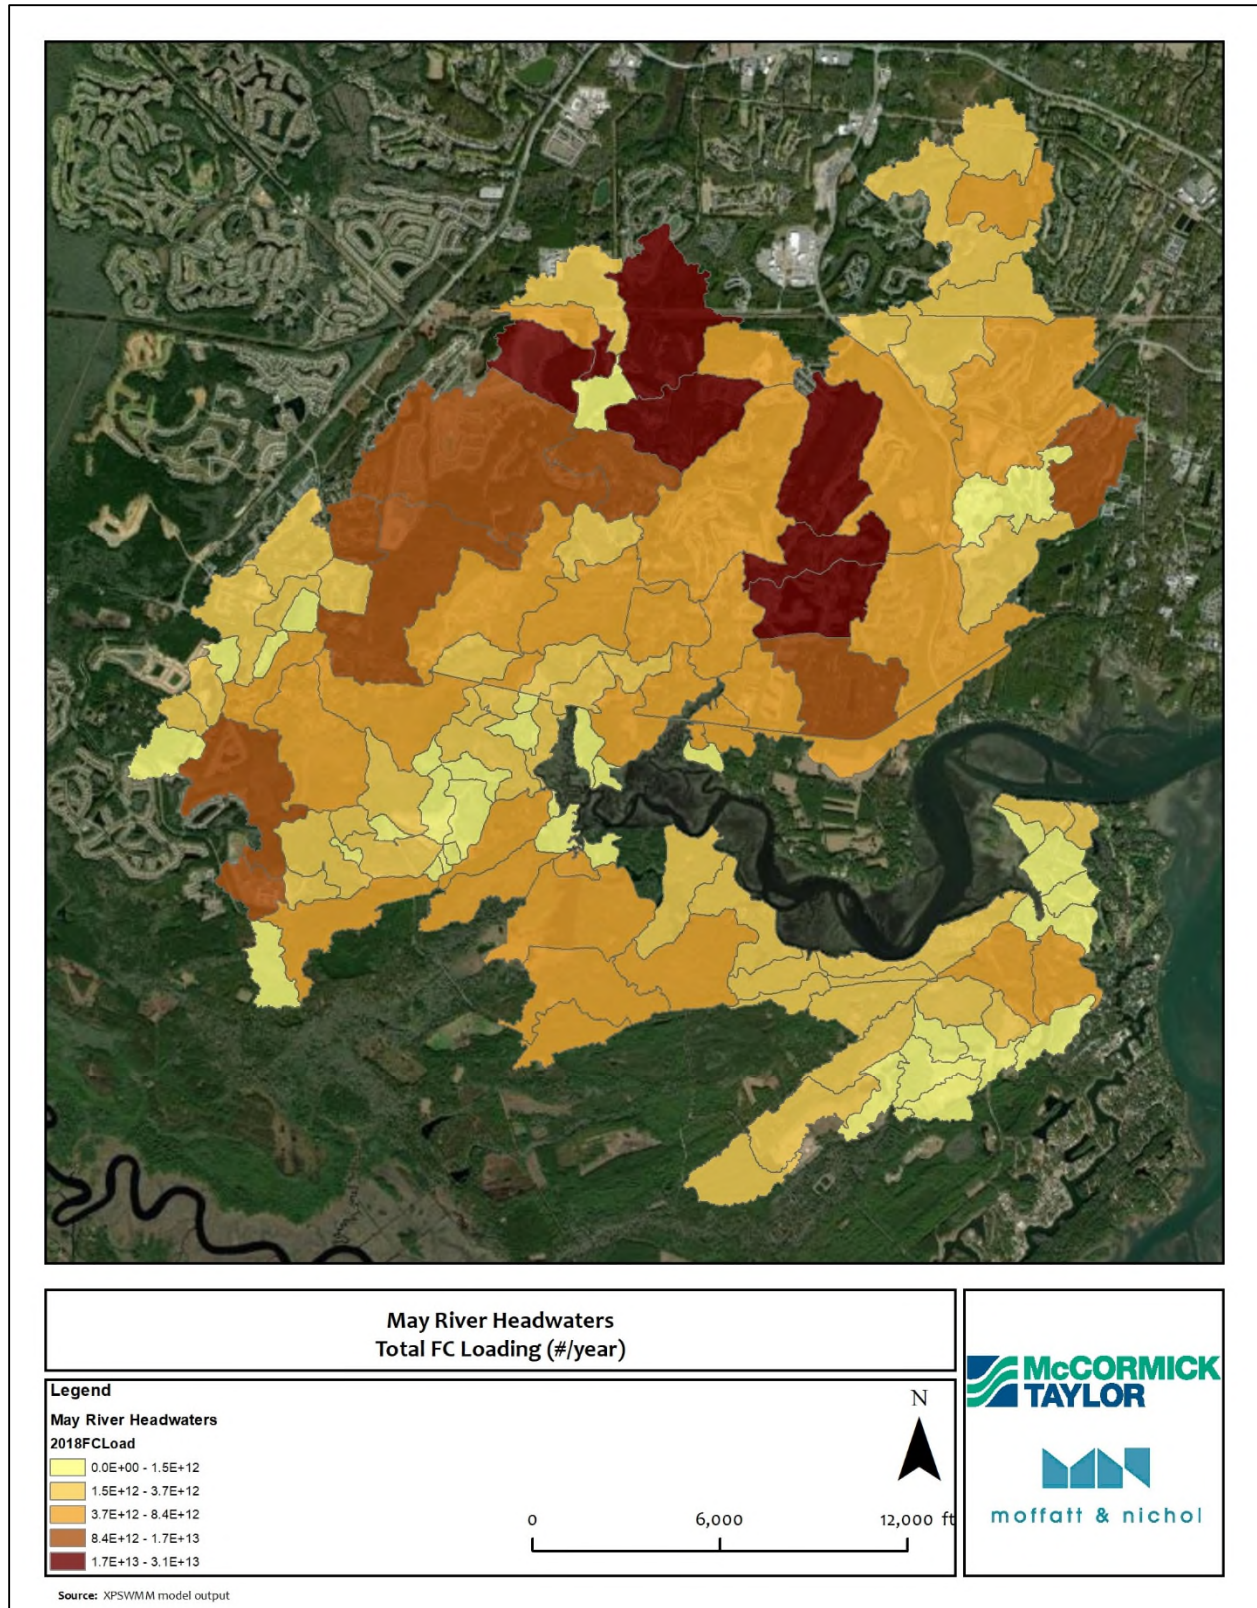 May River Headwaters
Total FC Loading (#/year)
Legend
May River Headwaters
2018FCLoad
0.0E+00 - 1.5E+12
1.5E+12 - 3.7E+12
3.7E+12 - 8.4E+12
8.4E+12 - 1.7E+13
1.7E+13 - 3.1E+13
N
0 6,000 12,000 ft
McCORMICK
TAYLOR
moffatt & nichol
Source: XPSWMM model output